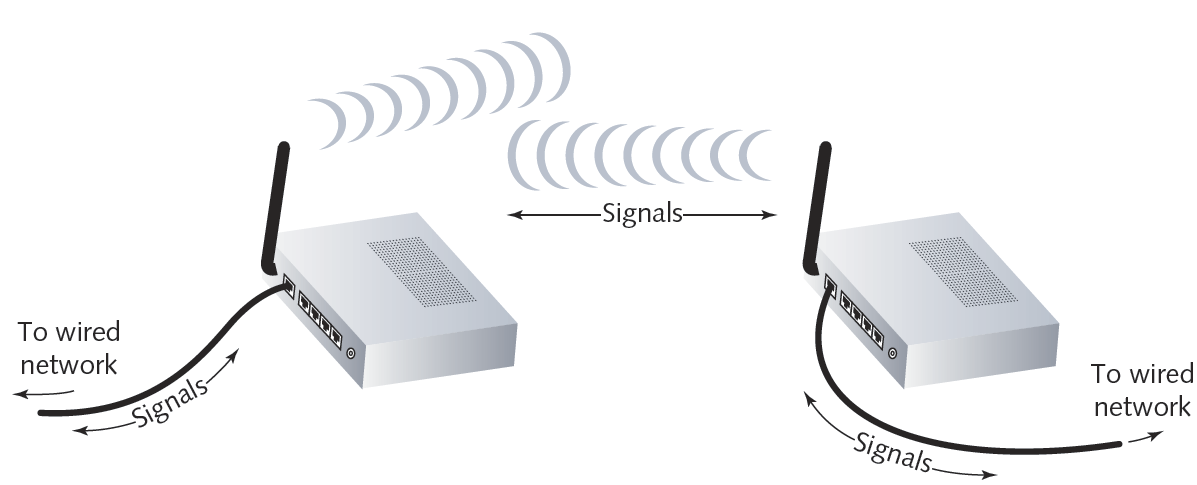 Signals
To wired
network
Signals
To wired
network
Signals